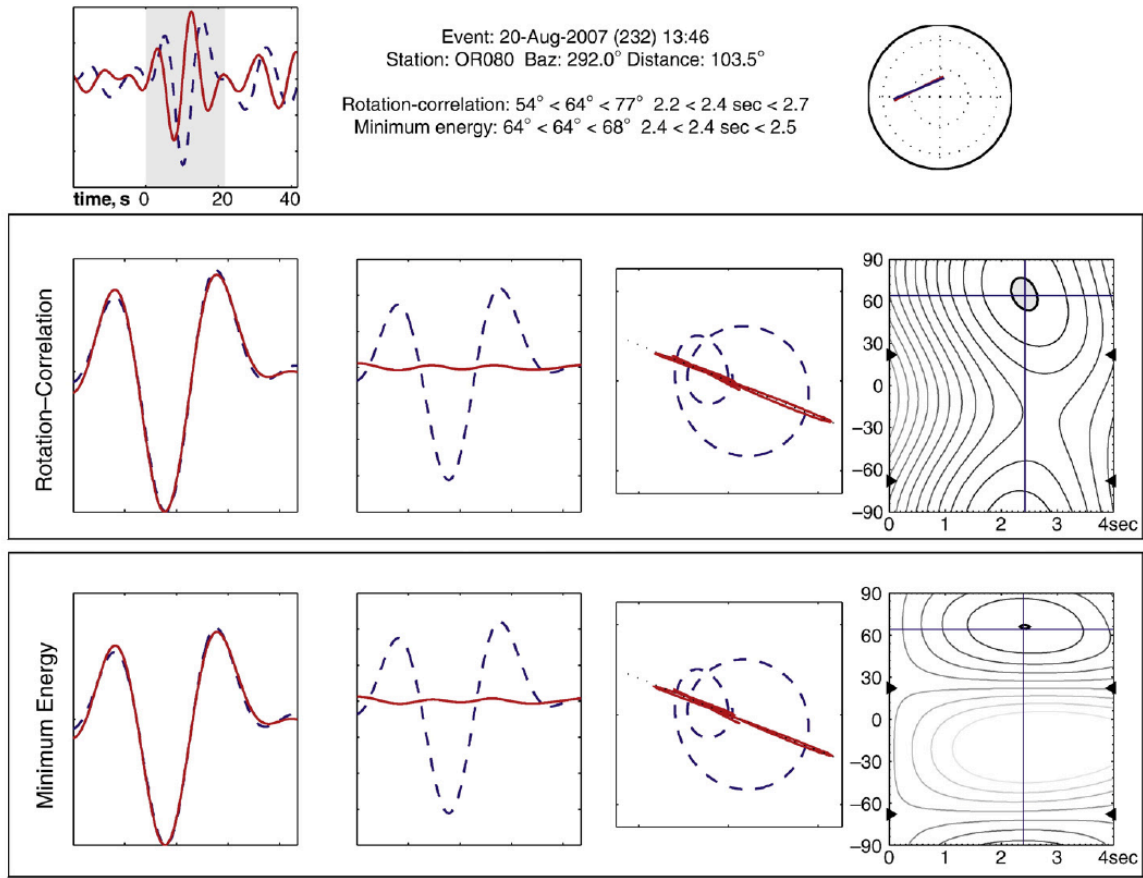 Event: 20-Aug-2007 (232) 13:46
Station: OR080 Baz: 292.0° Distance: 103.5°
Rotation-correlation: 54° < 64° < 77° 2.2 < 2.4 sec < 2.7
Minimum energy: 64° < 64° < 68° 2.4 < 2.4 sec < 2.5
time, s 0 20 40
Rotation–Correlation
90
60
30
0
−30
−60
−90
0 1 2 3 4sec
Minimum Energy
90
60
30
0
−30
−60
−90
0 1 2 3 4sec